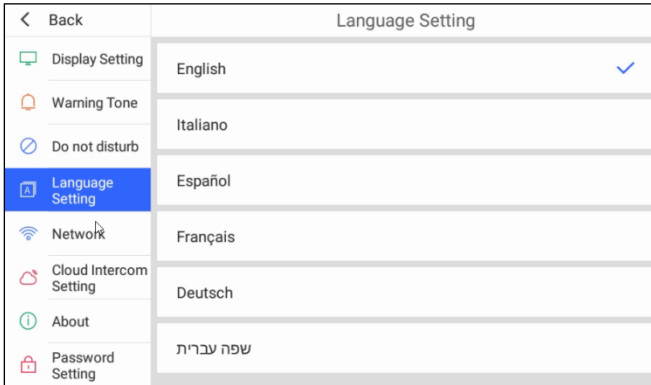 Back
Language Setting
Display Setting
Warning Tone
Do not disturb
Language
Setting
Network
Cloud Intercom
Setting
About
Password
Setting
English
Italiano
Español
Français
Deutsch
שפה עברית